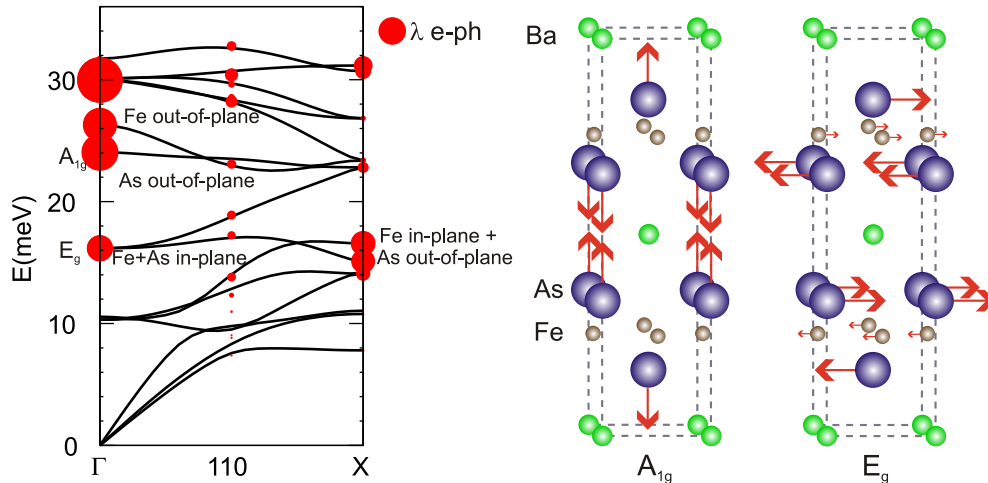 λ e-ph
30
Fe out-of-plane
A1g
As out-of-plane
20
E(meV)
Eg
Fe+As in-plane
Fe in-plane +
As out-of-plane
10
0
Γ
110
X
Ba
As
Fe
A1g
Eg